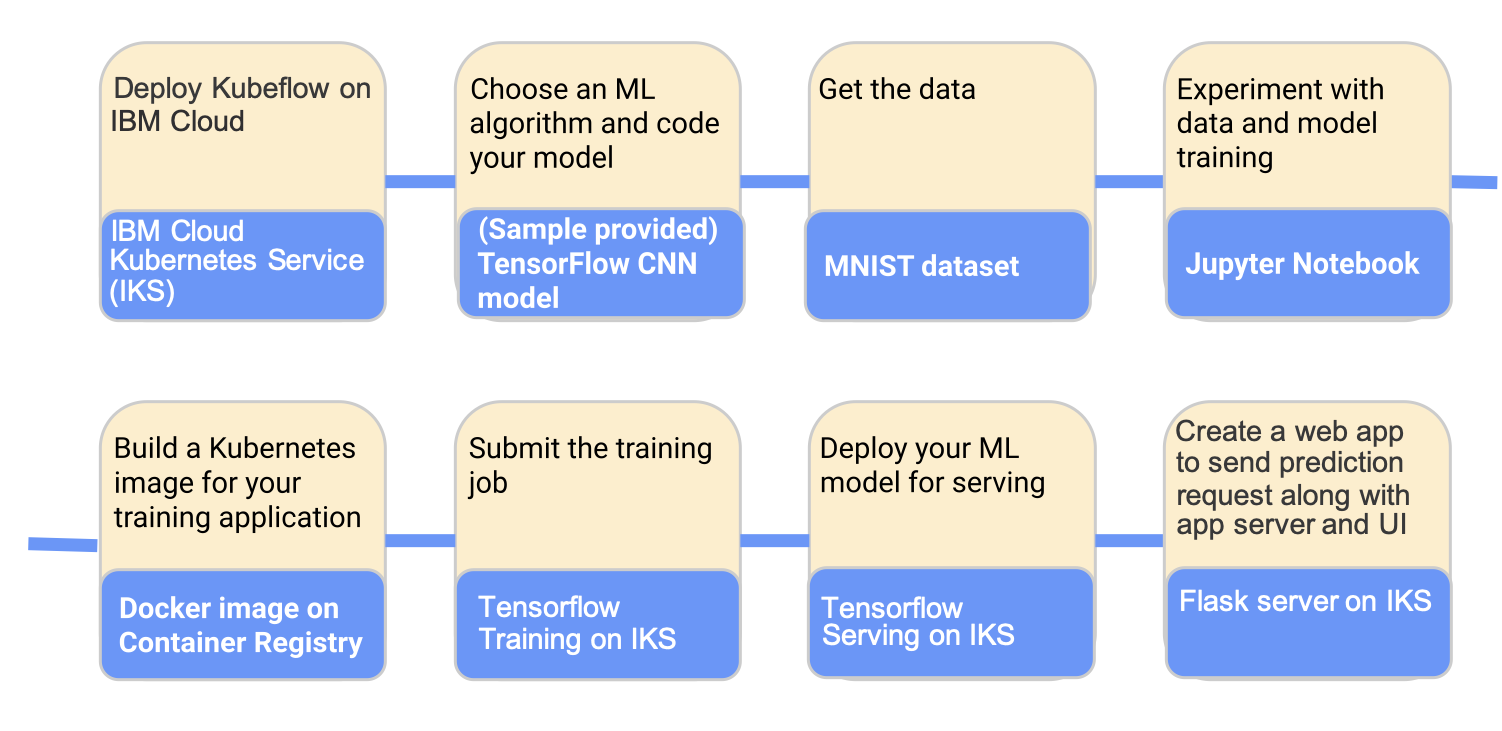 Deploy Kubeflow on
IBM Cloud
IBM Cloud
Kubernetes Service
(IKS)
Choose an ML
algorithm and code
your model
(Sample provided)
TensorFlow CNN
model
Get the data
MNIST dataset
Experiment with
data and model
training
Jupyter Notebook
Build a Kubernetes
image for your
training application
Docker image on
Container Registry
Submit the training
job
Tensorflow
Training on IKS
Deploy your ML
model for serving
Tensorflow
Serving on IKS
Create a web app
to send prediction
request along with
app server and UI
Flask server on IKS